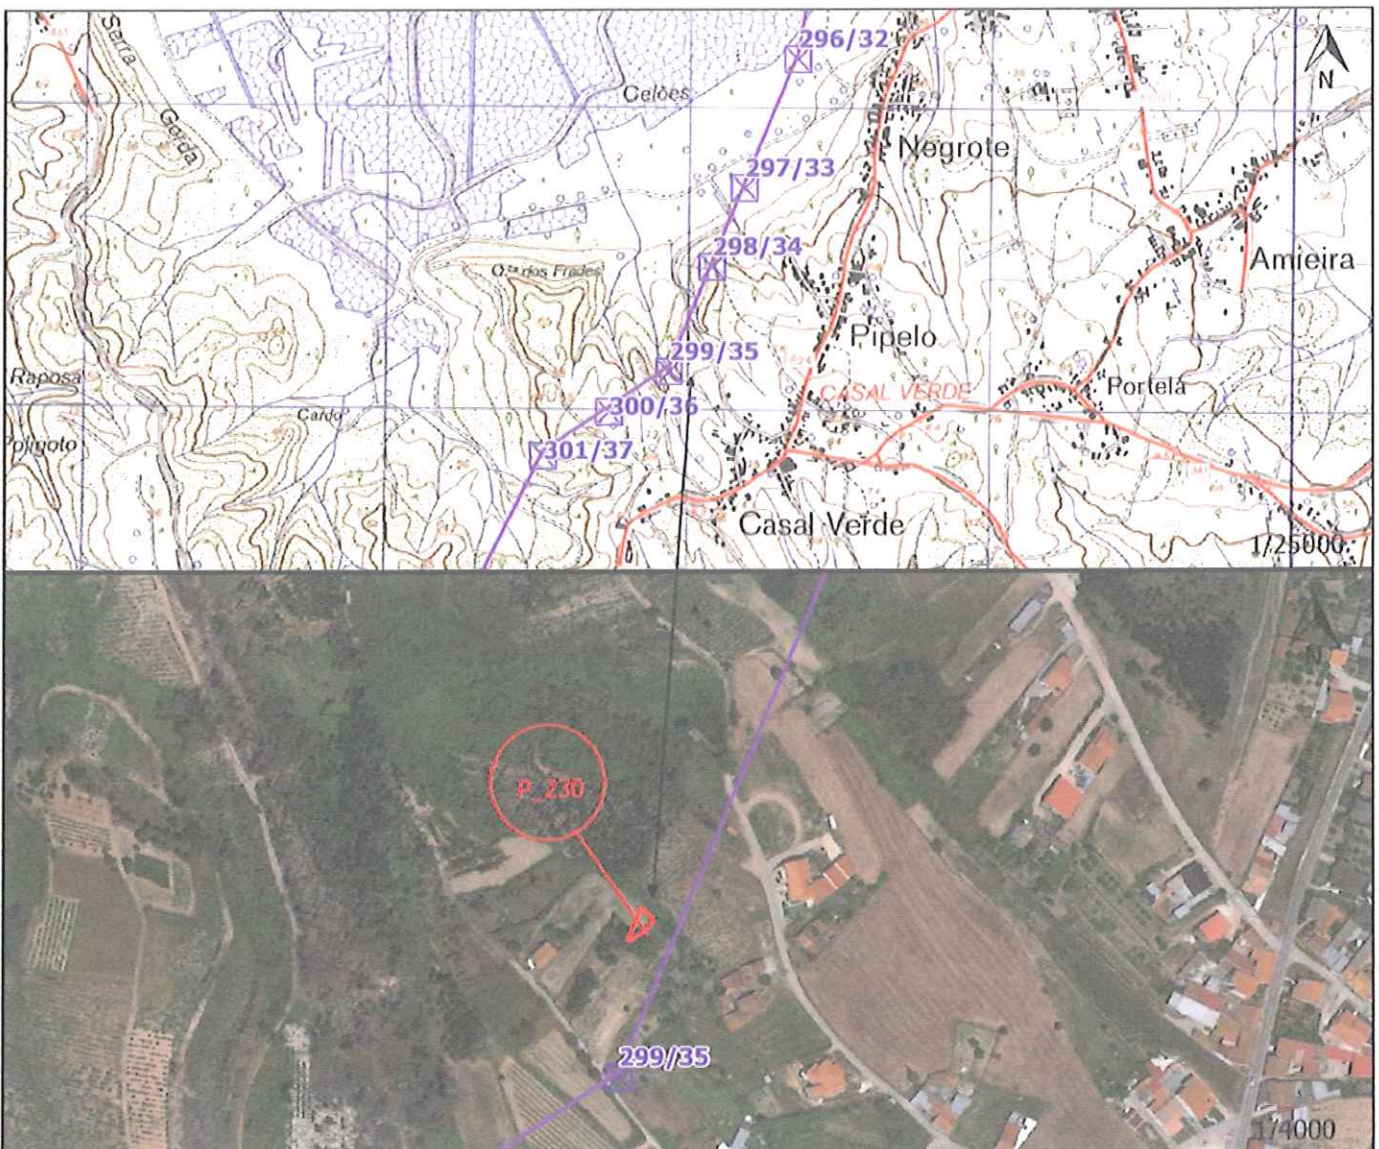 Serra
Gorda
296/32
N
Celões
Negrote
297/33
298/34
Amieira
Q.ta dos Frades
Pipelo
299/35
Raposa
CASAL VERDE
Portela
Cardo
300/36
301/37
Casal Verde
1/25000
N
P_230
299/35
1/4000